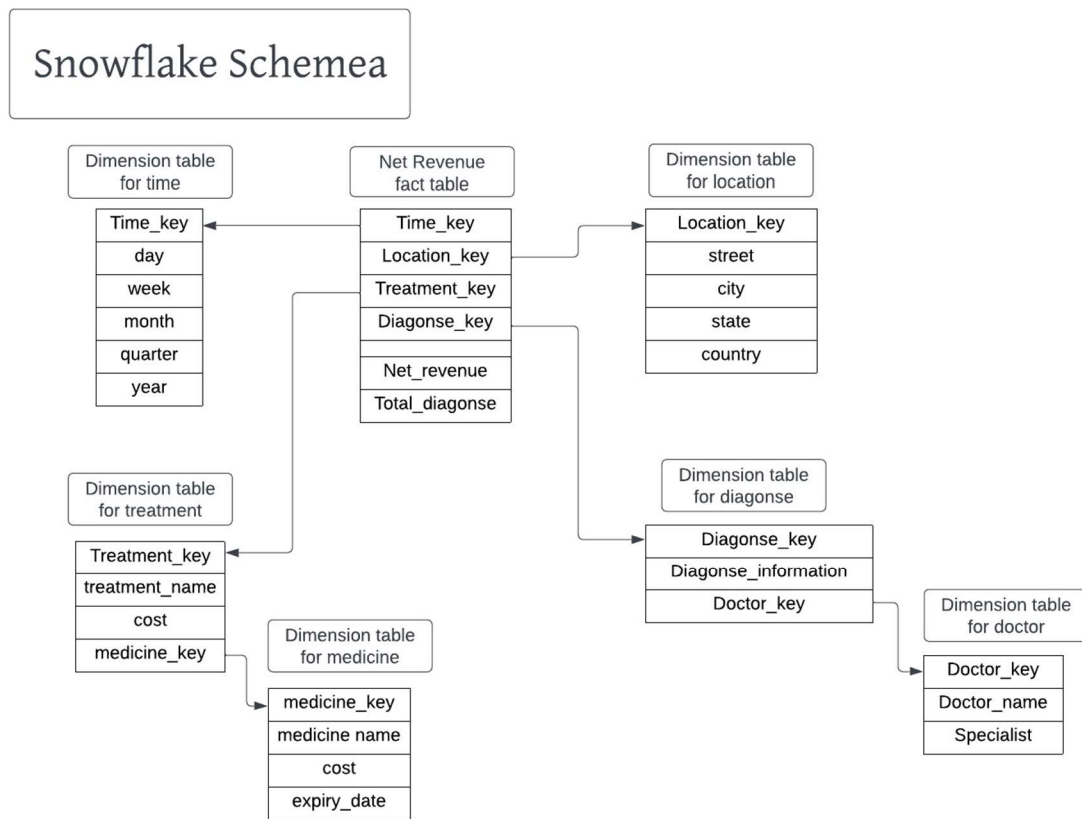 Snowflake Schemea
Dimension table
for time
Time_key
day
week
month
quarter
year
Net Revenue
fact table
Time_key
Location_key
Treatment_key
Diagonse_key
Net_revenue
Total_diagonse
Dimension table
for location
Location_key
street
city
state
country
Dimension table
for treatment
Treatment_key
treatment_name
cost
medicine_key
Dimension table
for medicine
medicine_key
medicine name
cost
expiry_date
Dimension table
for diagonse
Diagonse_key
Diagonse_information
Doctor_key
Dimension table
for doctor
Doctor_key
Doctor_name
Specialist